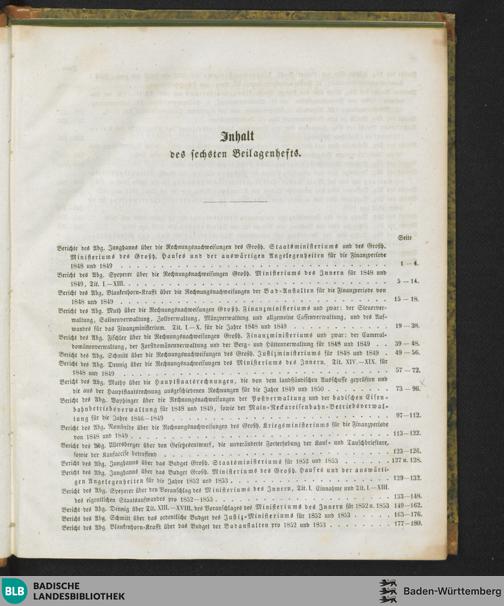 Inhalt
des sechsten Beilagenhefts.
Seite
Berichte des Abg. Junghanns über die Rechnungsnachweisungen des Großh. Staatsministeriums und des Großh.
Ministeriums des Großh. Hauses und der auswärtigen Angelegenheiten für die Finanzperiode
1848 und 1849 1 — 4.
Bericht des Abg. Speyerer über die Rechnungsnachweisungen Großh. Ministeriums des Innern für 1848 und
1849, Tit. I. — XIII. 5 — 14.
Bericht des Abg. Blankenhorn-Krafft über die Rechnungsnachweisungen der Bad-Anstalten für die Finanzperiode von
1848 und 1849 15 — 18.
Bericht des Abg. Muth über die Rechnungsnachweisungen Großh. Finanzministeriums und zwar: der Steuerver-
waltung, Salinenverwaltung, Zollverwaltung, Münzverwaltung und allgemeine Cassenverwaltung, und des Auf-
wandes für das Finanzministerium. Tit. I. — X. für die Jahre 1848 und 1849 19 — 38.
Bericht des Abg. Fischler über die Rechnungsnachweisungen Großh. Finanzministeriums und zwar: der Cameral-
domänenverwaltung, der Forstdomänenverwaltung und der Berg- und Hüttenverwaltung für 1848 und 1849 39 — 48.
Bericht des Abg. Schmitt über die Rechnungsnachweisungen des Großh. Justizministeriums für 1848 und 1849 49 — 56.
Bericht des Abg. Dennig über die Rechnungsnachweisungen des Ministeriums des Innern. Tit. XIV. — XIX. für
1848 und 1849 57 — 72.
Bericht des Abg. Mathy über die Hauptstaatsrechnungen, die von dem landständischen Ausschusse geprüften und
die aus der Hauptstaatsrechnung ausgeschiedenen Rechnungen für die Jahre 1849 und 1850 73 — 96.
Bericht des Abg. über die Rechnungsnachweisungen der Postverwaltung und der badischen Eisen-
bahnbetriebsverwaltung für 1848 und 1849, sowie der Main-Neckareisenbahn-Betriebsverwal-
tung für die Jahre 1846 — 1849 97 — 112.
Bericht des Abg. über die Rechnungsnachweisungen des Großh. Kriegsministeriums für die Finanzperiode
von 1848 und 1849 113 — 122.
Bericht des Abg. über den Gesetzesentwurf, die unveränderte Forterhebung der Kauf- und Tauschbriefstaxe,
sowie der Kaufaccise betreffend 123 — 126.
Bericht des Abg. Junghanns über das Budget Großh. Staatsministeriums für 1852 und 1853 127 u. 128.
Bericht des Abg. Junghanns über das Budget Großh. Ministeriums des Großh. Hauses und der auswärti-
gen Angelegenheiten für die Jahre 1852 und 1853 129 — 132.
Bericht des Abg. Speyerer über den Voranschlag des Ministeriums des Innern, Tit. I. Einnahme und Tit. I. — XIII.
des eigentlichen Staatsaufwandes pro 1852 — 1853 133 — 148.
Bericht des Abg. Dennig über Tit. XIII. — XVIII. des Voranschlages des Ministeriums des Innern für 1852 u. 1853 149 — 162.
Bericht des Abg. Schmitt über das ordentliche Budget des Justiz-Ministeriums für 1852 und 1853 163 — 176.
Bericht des Abg. Blankenhorn-Krafft über das Budget der Badanstalten pro 1852 und 1853 177 — 180.
BLB BADISCHE
LANDESBIBLIOTHEK
Baden-Württemberg